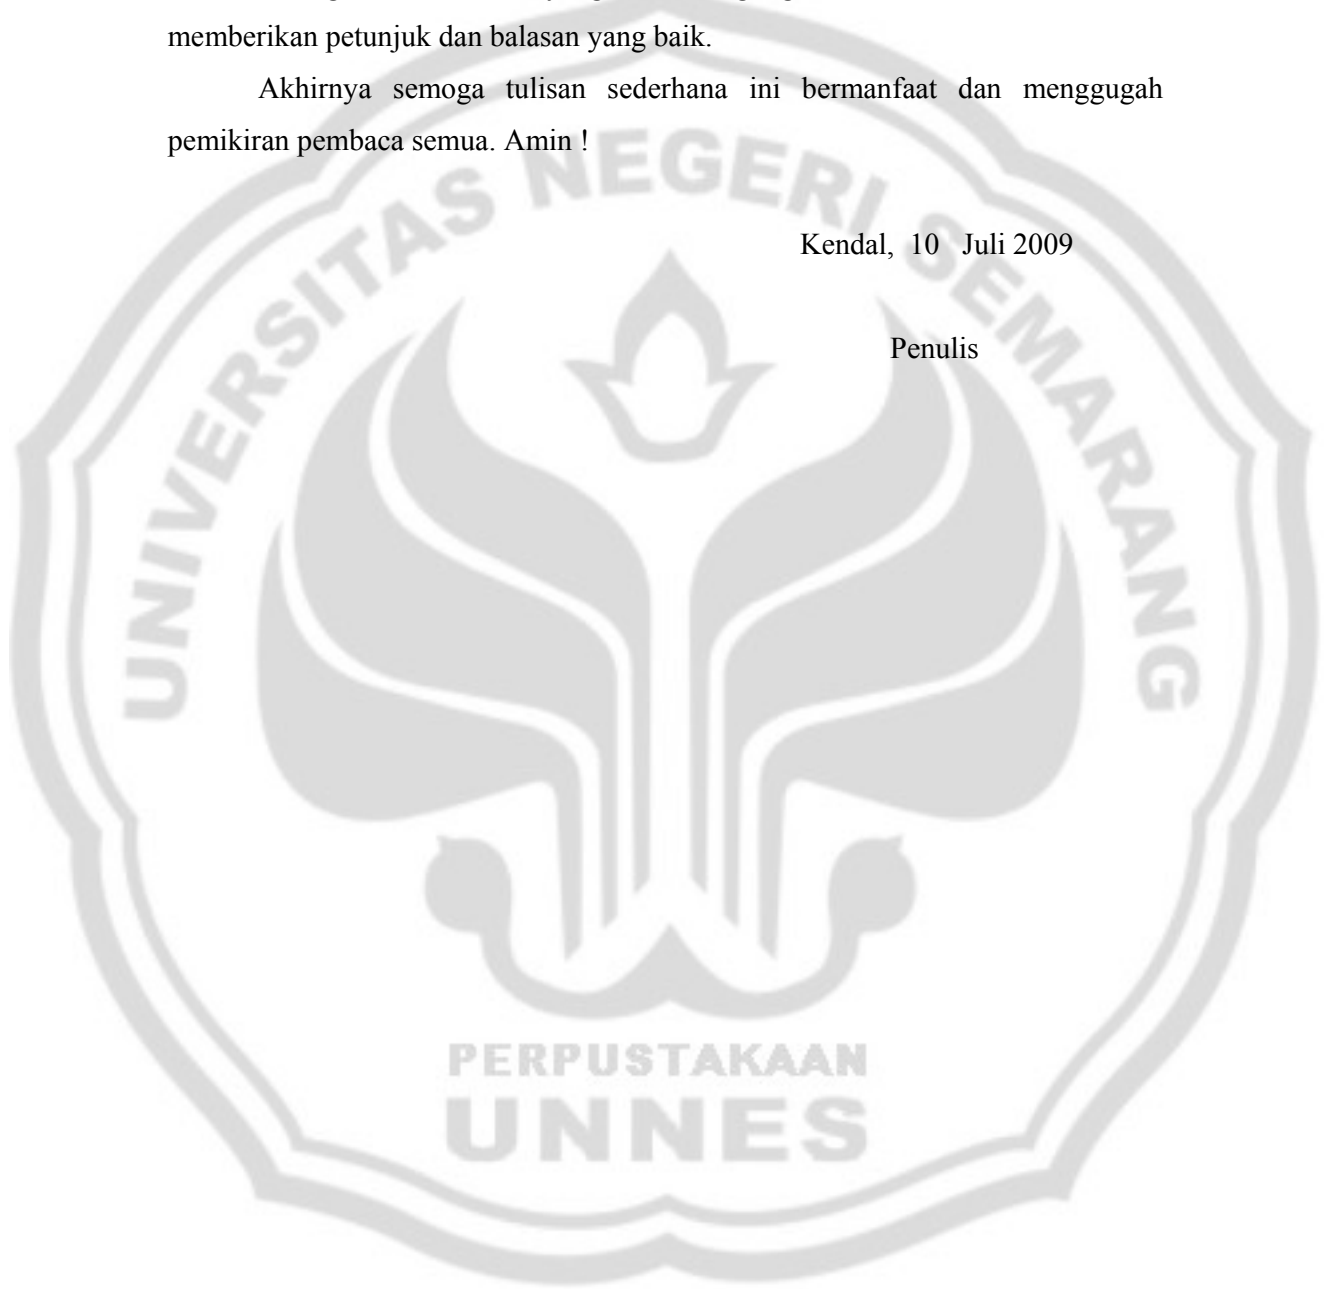 memberikan petunjuk dan balasan yang baik.
Akhirnya semoga tulisan sederhana ini bermanfaat dan menggugah
pemikiran pembaca semua. Amin !
Kendal, 10 Juli 2009
Penulis
UNIVERSITAS NEGERI SEMARANG
PERPUSTAKAAN
UNNES